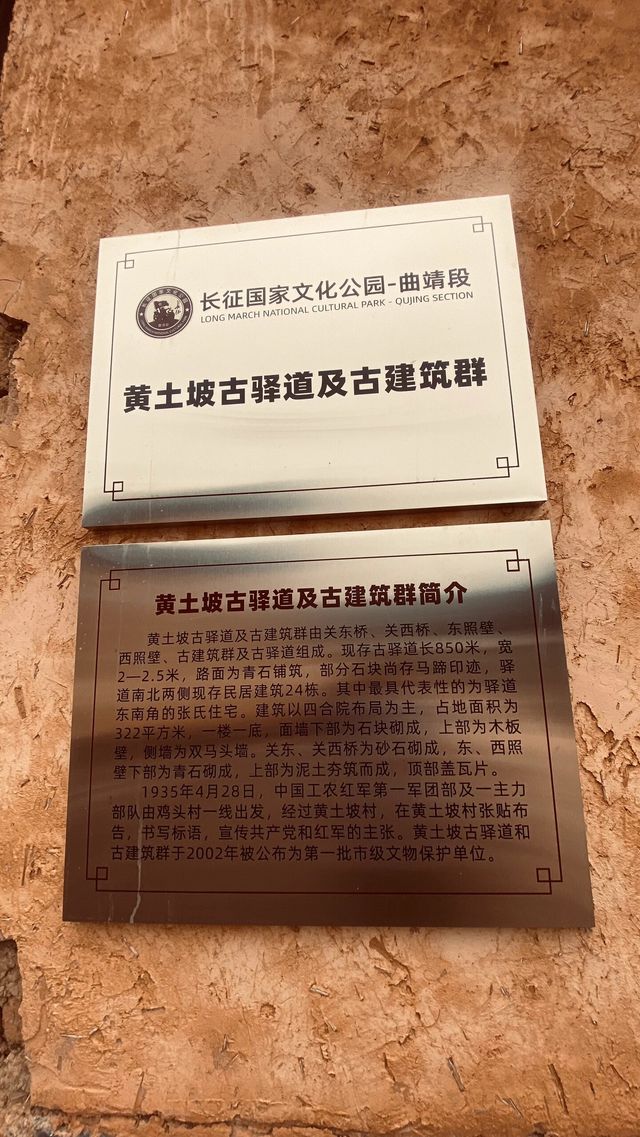 长征国家文化公园-曲靖段
LONG MARCH NATIONAL CULTURAL PARK - QUJING SECTION
黄土坡古驿道及古建筑群
黄土坡古驿道及古建筑群简介
黄土坡古驿道及古建筑群由关东桥、关西桥、东照壁、
西照壁、古建筑群及古驿道组成。现存古驿道长850米，宽
2—2.5米，路面为青石铺筑，部分石块尚存马蹄印迹，驿
道南北两侧现存民居建筑24栋。其中最具代表性的为驿道
东南角的张氏住宅。建筑以四合院布局为主，占地面积为
322平方米，一楼一底，面墙下部为石块砌成，上部为木板
壁，侧墙为双马头墙。关东、关西桥为砂石砌成，东、西照
壁下部为青石砌成，上部为泥土夯筑而成，顶部盖瓦片。
1935年4月28日，中国工农红军第一军团部及一主力
部队由鸡头村一线出发，经过黄土坡村，在黄土坡村张贴布
告，书写标语，宣传共产党和红军的主张。黄土坡古驿道和
古建筑群于2002年被公布为第一批市级文物保护单位。